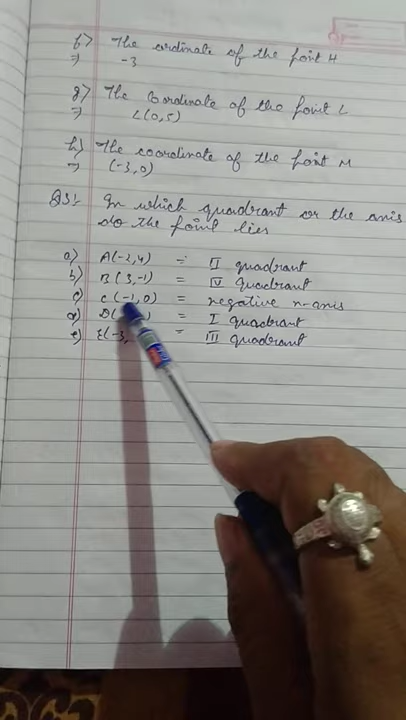 f) The ordinate of the point H
⇒ -3
g) The Cordinate of the point L
⇒ L(0,5)
h) The coordinate of the point M
⇒ (-3,0)
Q3:- In which quadrant or the axis
do the point lies
a) A(-2,4) = II quadrant
b) B(3,-1) = IV quadrant
c) C(-1,0) = negative x-axis
d) D( ) = I quadrant
e) E(-3, = III quadrant